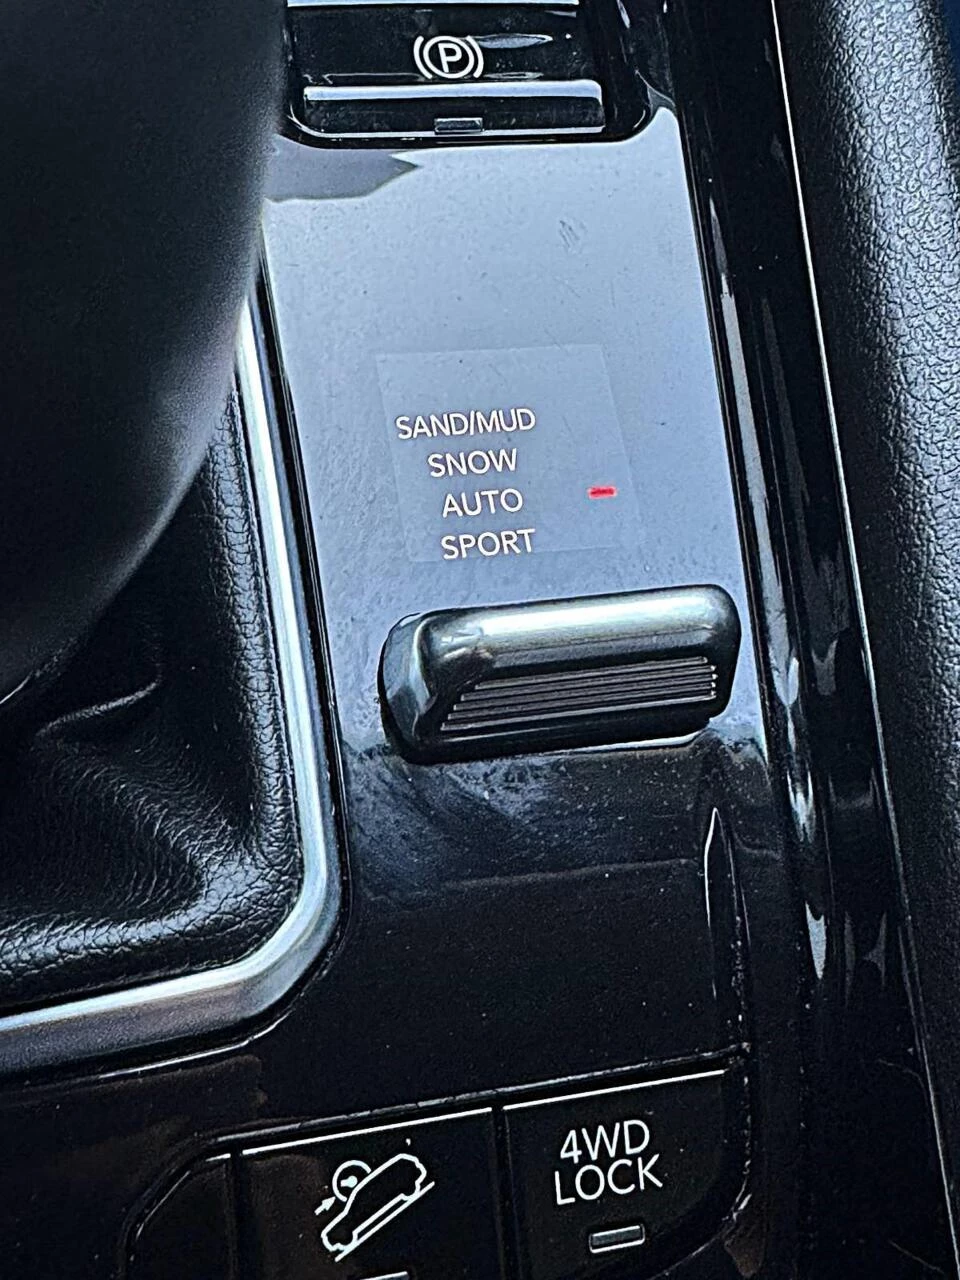 (P)
SAND/MUD
SNOW
AUTO
SPORT
4WD
LOCK